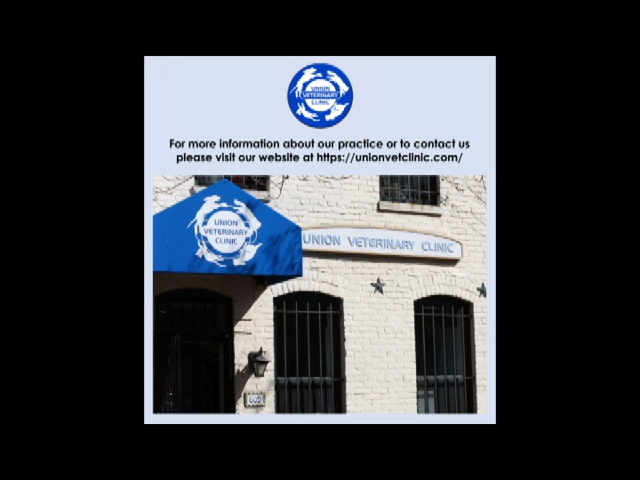 UNION
VETERINARY
CLINIC
For more information about our practice or to contact us
please visit our website at https://unionvetclinic.com/
UNION
VETERINARY
CLINIC
UNION VETERINARY CLINIC